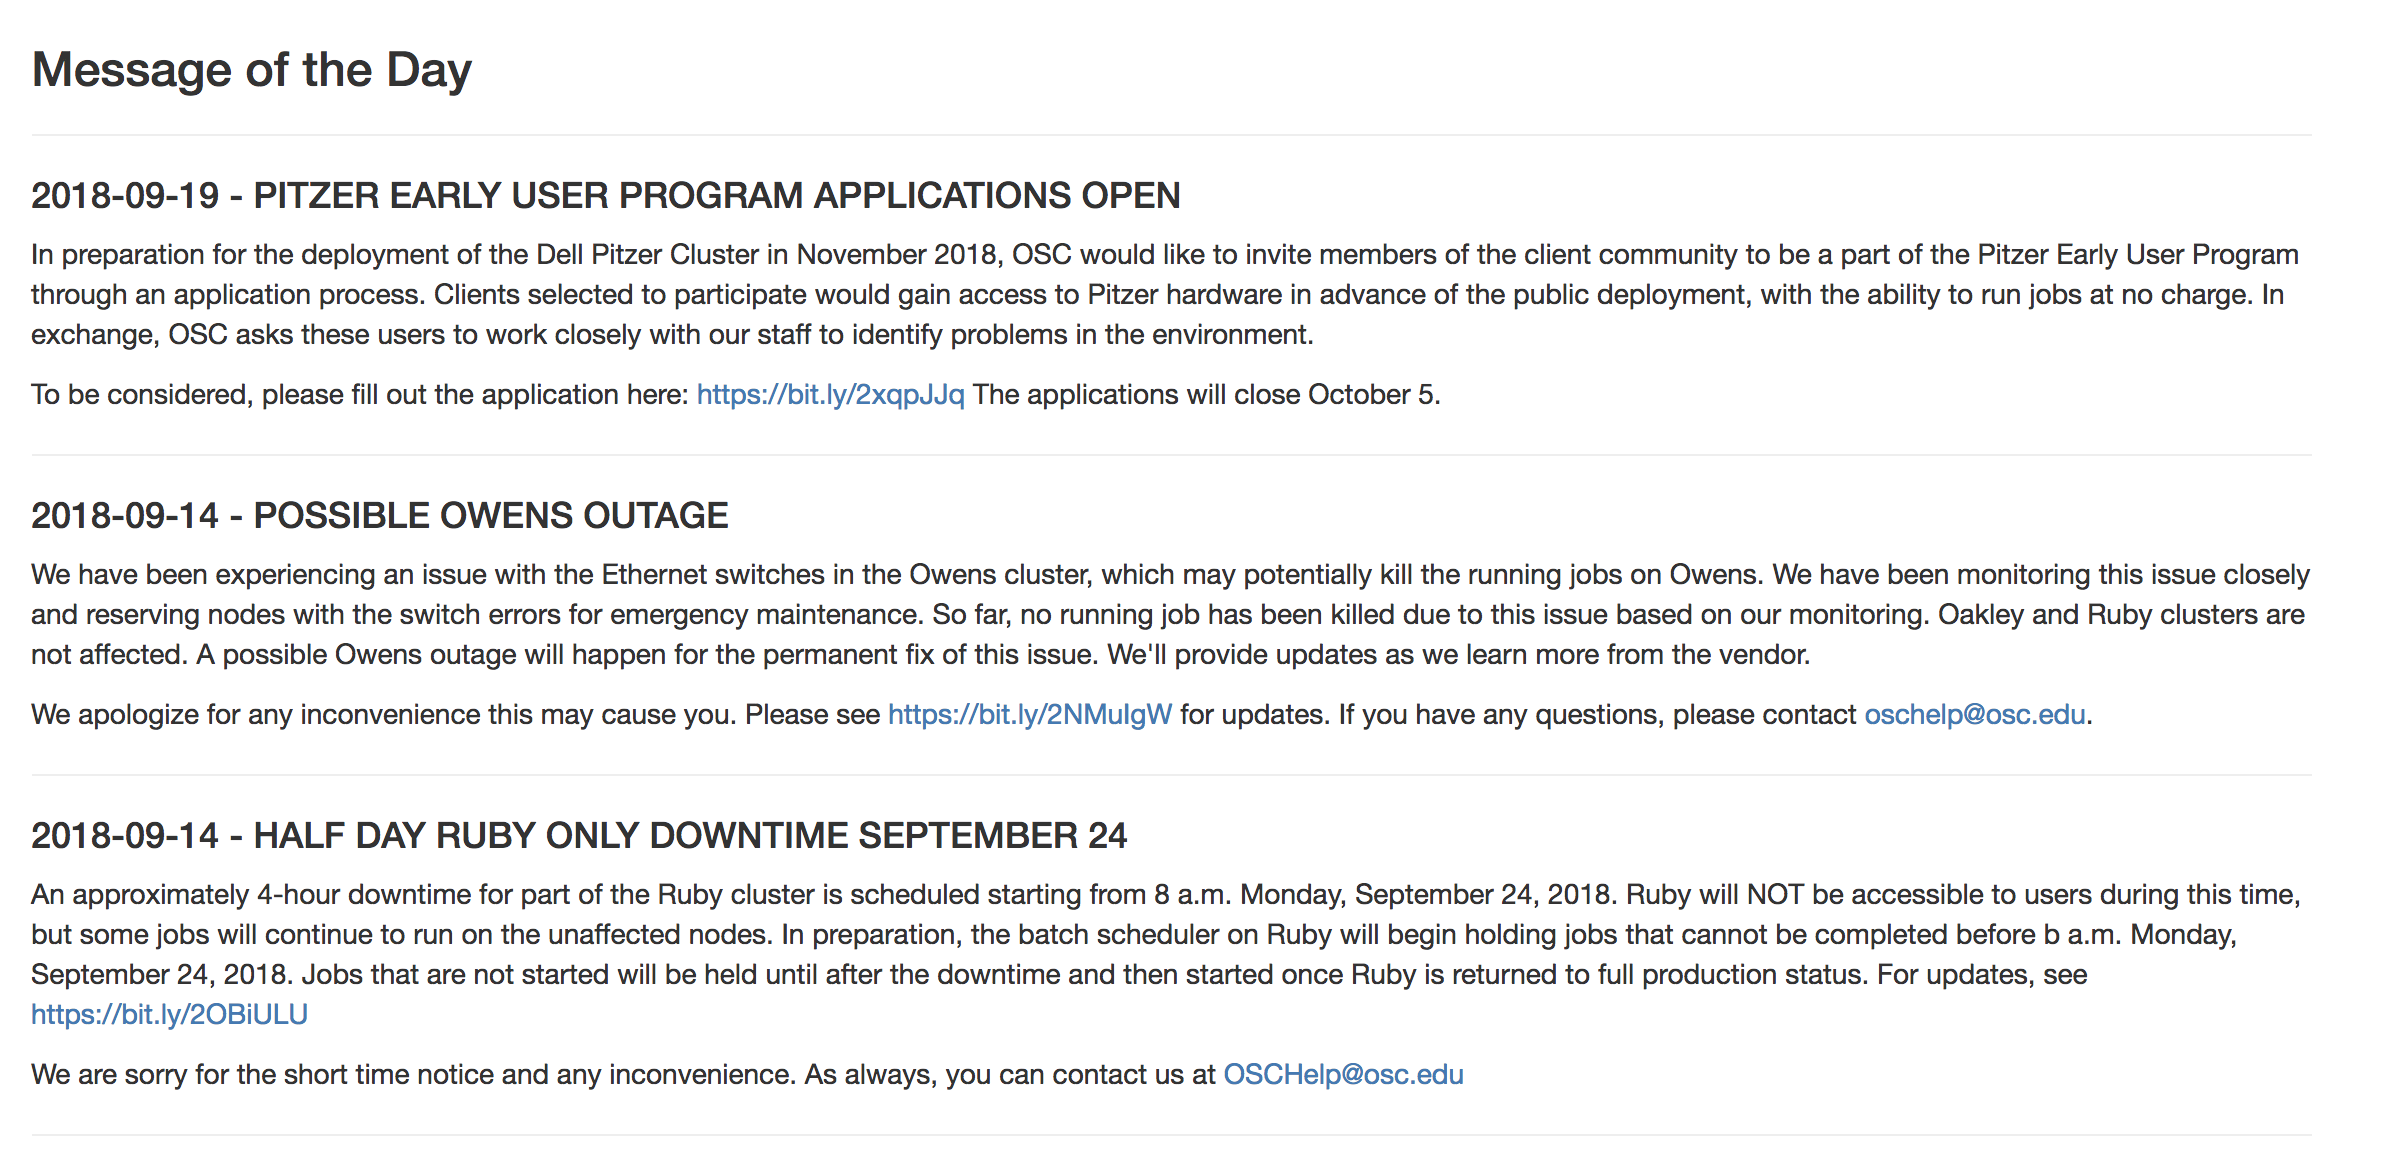 Message of the Day
2018-09-19 - PITZER EARLY USER PROGRAM APPLICATIONS OPEN
In preparation for the deployment of the Dell Pitzer Cluster in November 2018, OSC would like to invite members of the client community to be a part of the Pitzer Early User Program
through an application process. Clients selected to participate would gain access to Pitzer hardware in advance of the public deployment, with the ability to run jobs at no charge. In
exchange, OSC asks these users to work closely with our staff to identify problems in the environment.
To be considered, please fill out the application here: https://bit.ly/2xqpJJq The applications will close October 5.
2018-09-14 - POSSIBLE OWENS OUTAGE
We have been experiencing an issue with the Ethernet switches in the Owens cluster, which may potentially kill the running jobs on Owens. We have been monitoring this issue closely
and reserving nodes with the switch errors for emergency maintenance. So far, no running job has been killed due to this issue based on our monitoring. Oakley and Ruby clusters are
not affected. A possible Owens outage will happen for the permanent fix of this issue. We'll provide updates as we learn more from the vendor.
We apologize for any inconvenience this may cause you. Please see https://bit.ly/2NMuIgW for updates. If you have any questions, please contact oschelp@osc.edu.
2018-09-14 - HALF DAY RUBY ONLY DOWNTIME SEPTEMBER 24
An approximately 4-hour downtime for part of the Ruby cluster is scheduled starting from 8 a.m. Monday, September 24, 2018. Ruby will NOT be accessible to users during this time,
but some jobs will continue to run on the unaffected nodes. In preparation, the batch scheduler on Ruby will begin holding jobs that cannot be completed before b a.m. Monday,
September 24, 2018. Jobs that are not started will be held until after the downtime and then started once Ruby is returned to full production status. For updates, see
https://bit.ly/2OBiULU
We are sorry for the short time notice and any inconvenience. As always, you can contact us at OSCHelp@osc.edu